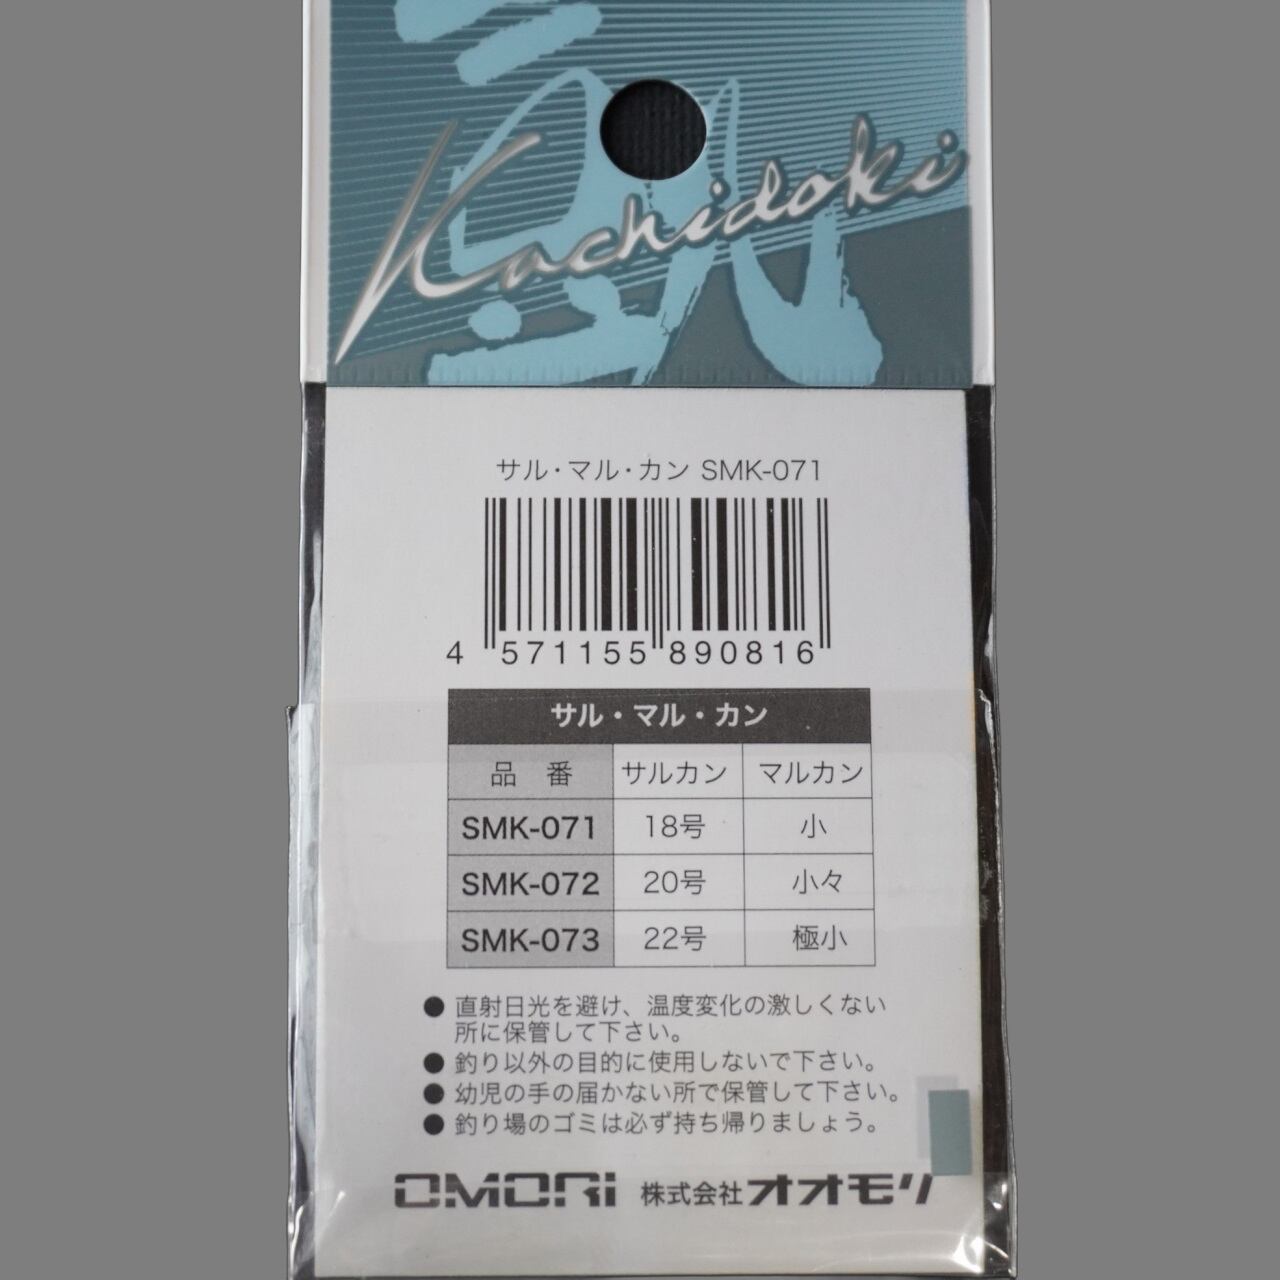 Kachidoki
サル・マル・カン SMK-071
4 571155 890816
サル・マル・カン
品 番 サルカン マルカン
SMK-071 18号 小
SMK-072 20号 小々
SMK-073 22号 極小
● 直射日光を避け、温度変化の激しくない
所に保管して下さい。
● 釣り以外の目的に使用しないで下さい。
● 幼児の手の届かない所で保管して下さい。
● 釣り場のゴミは必ず持ち帰りましょう。
OMORi 株式会社オオモリ